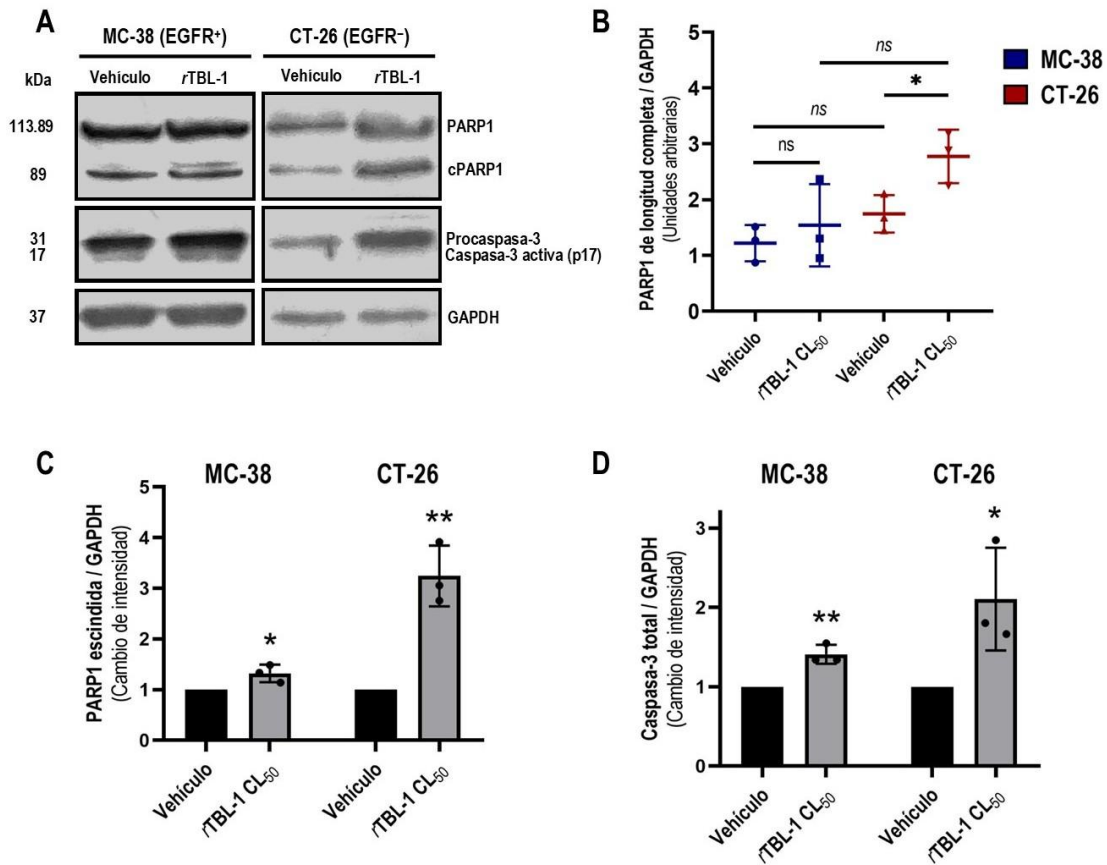 A
MC-38 (EGFR⁺)
CT-26 (EGFR⁻)
kDa
Vehículo
rTBL-1
Vehículo
rTBL-1
113.89
PARP1
89
cPARP1
31
Procaspasa-3
17
Caspasa-3 activa (p17)
37
GAPDH
B
PARP1 de longitud completa / GAPDH
(Unidades arbitrarias)
5
4
3
2
1
0
ns
*
ns
ns
MC-38
CT-26
Vehículo
rTBL-1 CL₅₀
Vehículo
rTBL-1 CL₅₀
C
MC-38
CT-26
PARP1 escindida / GAPDH
(Cambio de intensidad)
5
4
3
2
1
0
*
**
Vehículo
rTBL-1 CL₅₀
Vehículo
rTBL-1 CL₅₀
D
MC-38
CT-26
Caspasa-3 total / GAPDH
(Cambio de intensidad)
3
2
1
0
**
*
Vehículo
rTBL-1 CL₅₀
Vehículo
rTBL-1 CL₅₀